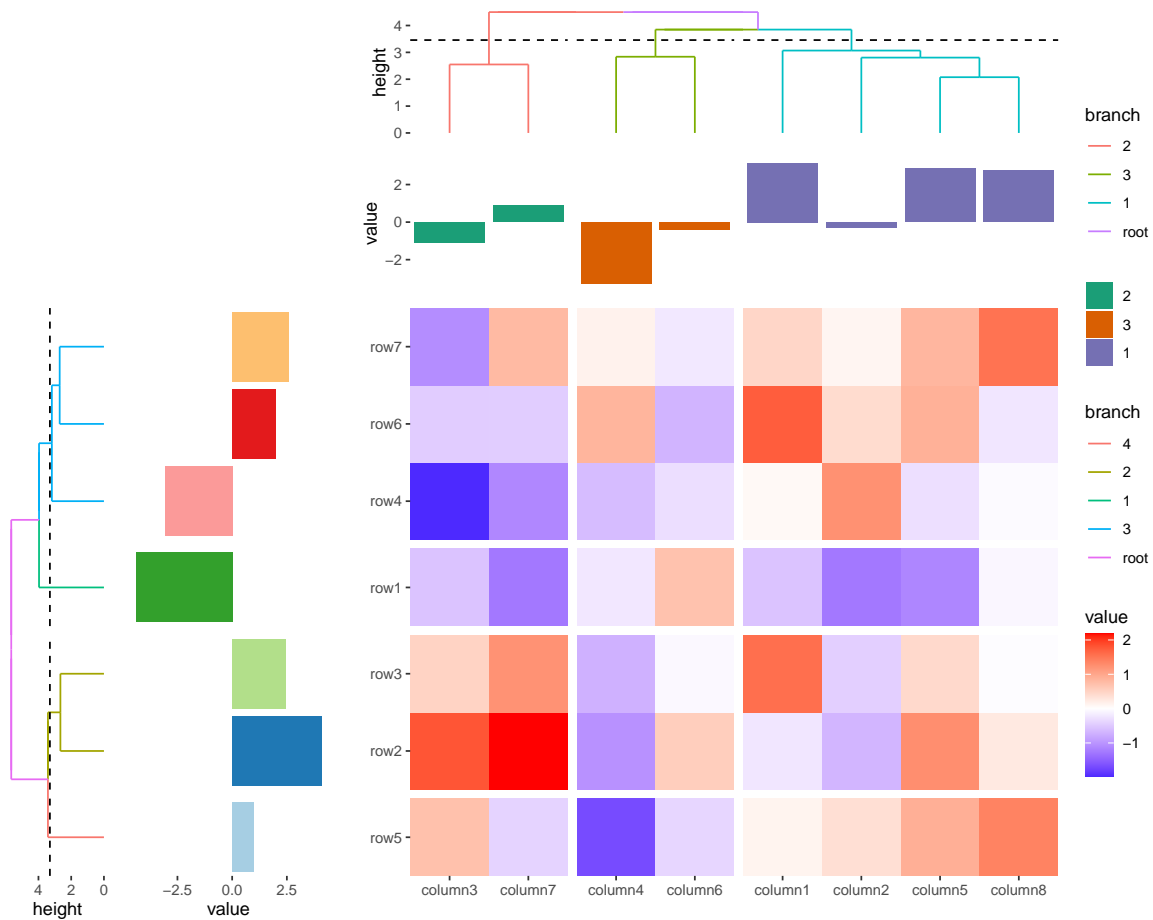 4
3
2
1
0
height
2
0
−2
value
branch
2
3
1
root
2
3
1
branch
4
2
1
3
root
value
2
1
0
−1
row7
row6
row4
row1
row3
row2
row5
4 2 0
height
−2.5 0.0 2.5
value
column3 column7 column4 column6 column1 column2 column5 column8